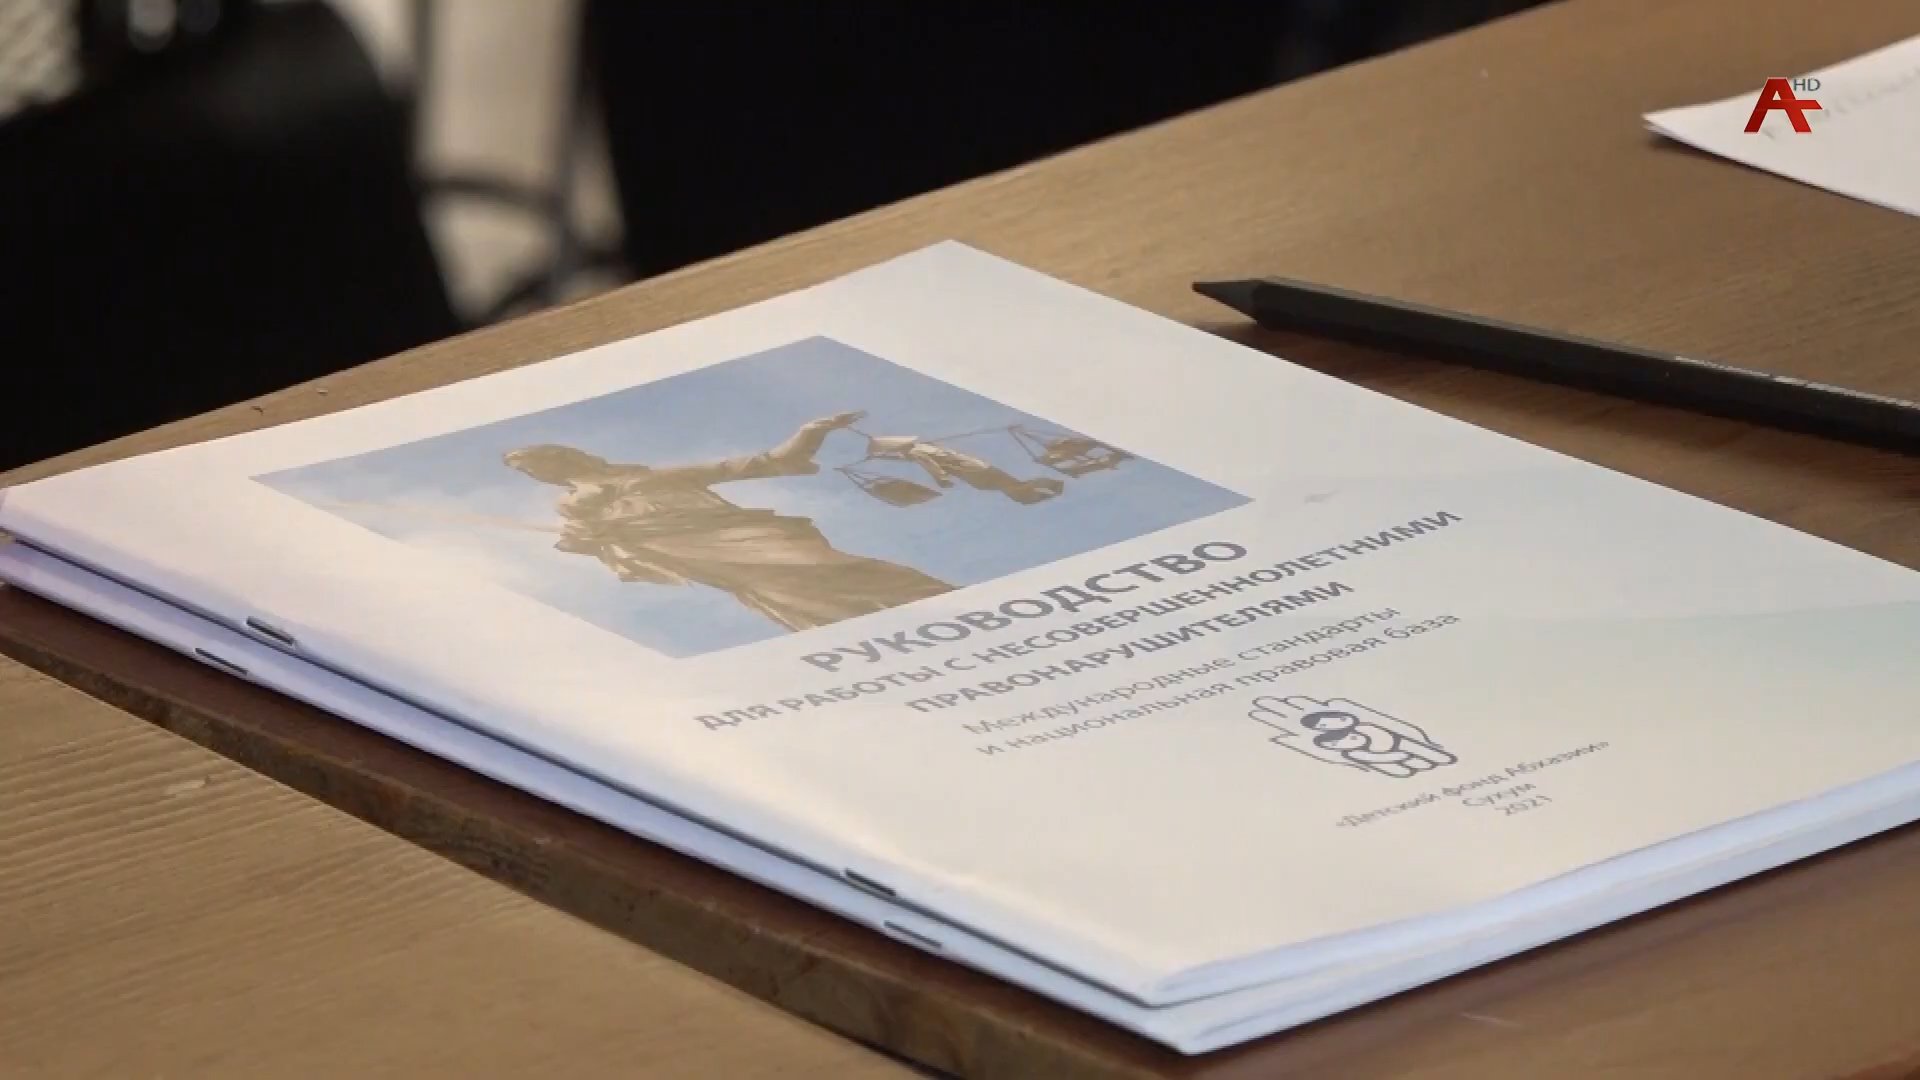 HD
РУКОВОДСТВО
ДЛЯ РАБОТЫ С НЕСОВЕРШЕННОЛЕТНИМИ
ПРАВОНАРУШИТЕЛЯМИ
Международные стандарты
и национальная правовая база
«Детский фонд Абхазии»
Сухум
2021